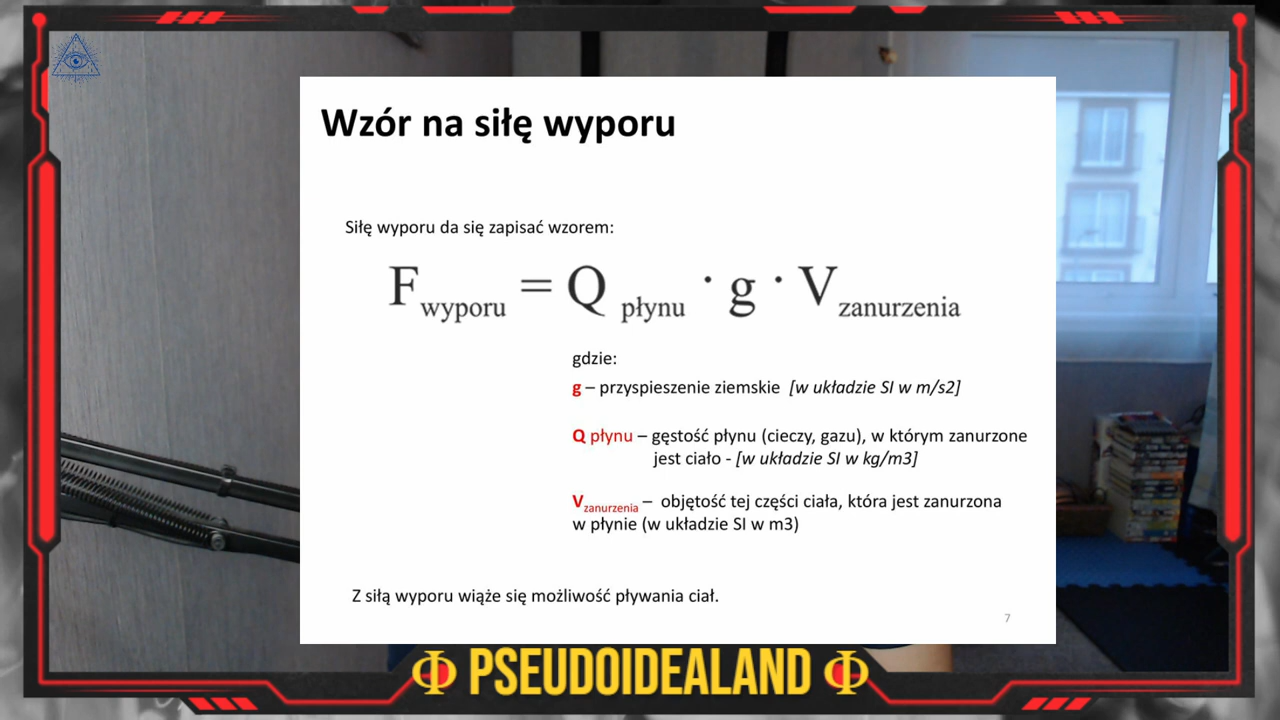 Wzór na siłę wyporu
Siłę wyporu da się zapisać wzorem:
F wyporu = Q płynu · g · V zanurzenia
gdzie:
g – przyspieszenie ziemskie [w układzie SI w m/s2]
Q płynu – gęstość płynu (cieczy, gazu), w którym zanurzone
jest ciało - [w układzie SI w kg/m3]
Vzanurzenia – objętość tej części ciała, która jest zanurzona
w płynie (w układzie SI w m3)
Z siłą wyporu wiąże się możliwość pływania ciał.
7
Φ PSEUDOIDEALAND Φ